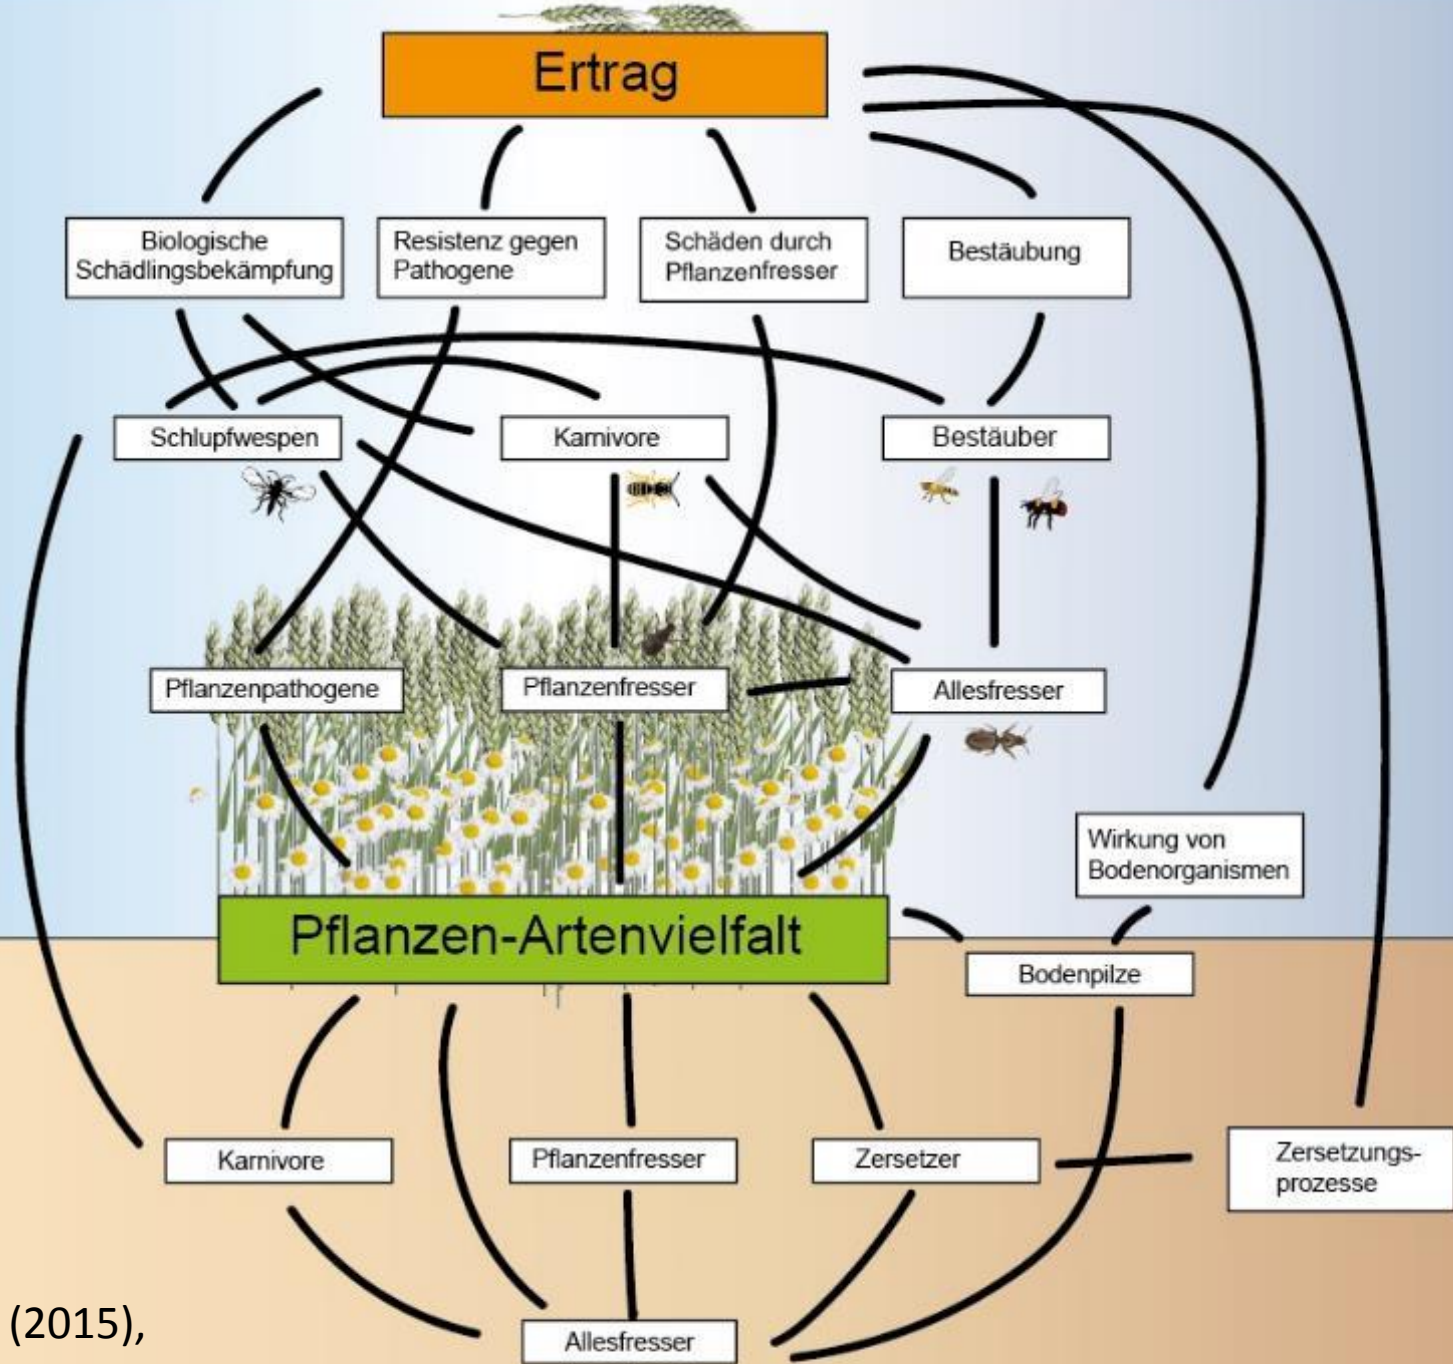 Ertrag
Biologische
Schädlingsbekämpfung
Resistenz gegen
Pathogene
Schäden durch
Pflanzenfresser
Bestäubung
Schlupfwespen
Karnivore
Bestäuber
Pflanzenpathogene
Pflanzenfresser
Allesfresser
Wirkung von
Bodenorganismen
Pflanzen-Artenvielfalt
Bodenpilze
Karnivore
Pflanzenfresser
Zersetzer
Zersetzungs-
prozesse
Allesfresser
(2015),